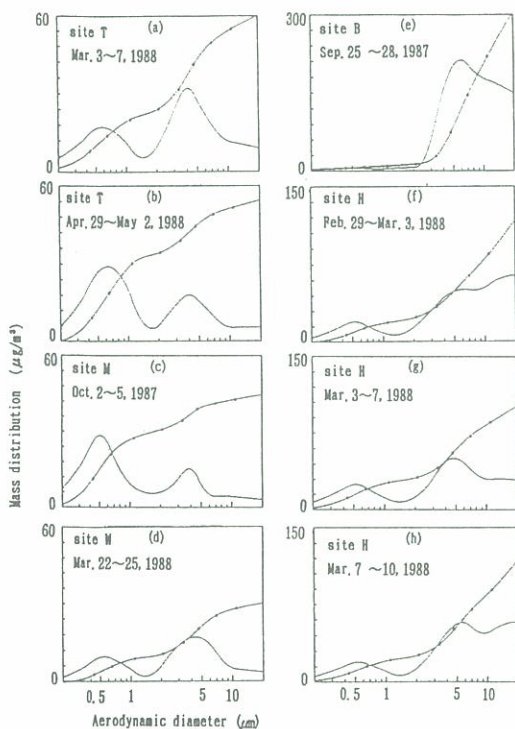 60
site T
(a)
Mar. 3~7, 1988
0
60
site T
(b)
Apr. 29~May 2, 1988
0
60
site M
(c)
Oct. 2~5, 1987
0
60
site M
(d)
Mar. 22~25, 1988
0
0.5
1
5
10
Aerodynamic diameter (μm)
Mass distribution (μg/m³)
300
site B
(e)
Sep. 25 ~28, 1987
0
150
site H
(f)
Feb. 29~Mar. 3, 1988
0
150
site H
(g)
Mar. 3~7, 1988
0
150
site H
(h)
Mar. 7 ~10, 1988
0
0.5
1
5
10
Aerodynamic diameter (μm)